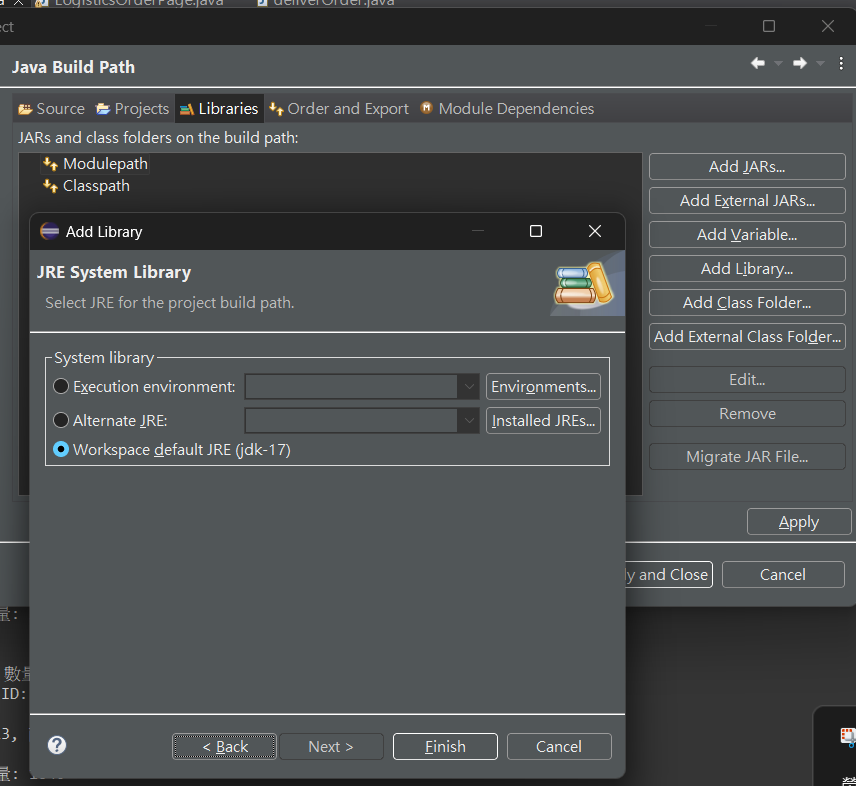 LogisticsOrderPage.java deliverOrder.java
ect
Java Build Path
Source Projects Libraries Order and Export Module Dependencies
JARs and class folders on the build path:
Modulepath
Classpath
Add JARs...
Add External JARs...
Add Variable...
Add Library...
Add Class Folder...
Add External Class Folder...
Edit...
Remove
Migrate JAR File...
Apply
y and Close
Cancel
Add Library
JRE System Library
Select JRE for the project build path.
System library
Execution environment:
Environments...
Alternate JRE:
Installed JREs...
Workspace default JRE (jdk-17)
< Back
Next >
Finish
Cancel
量:
數量
ID:
3,
量: